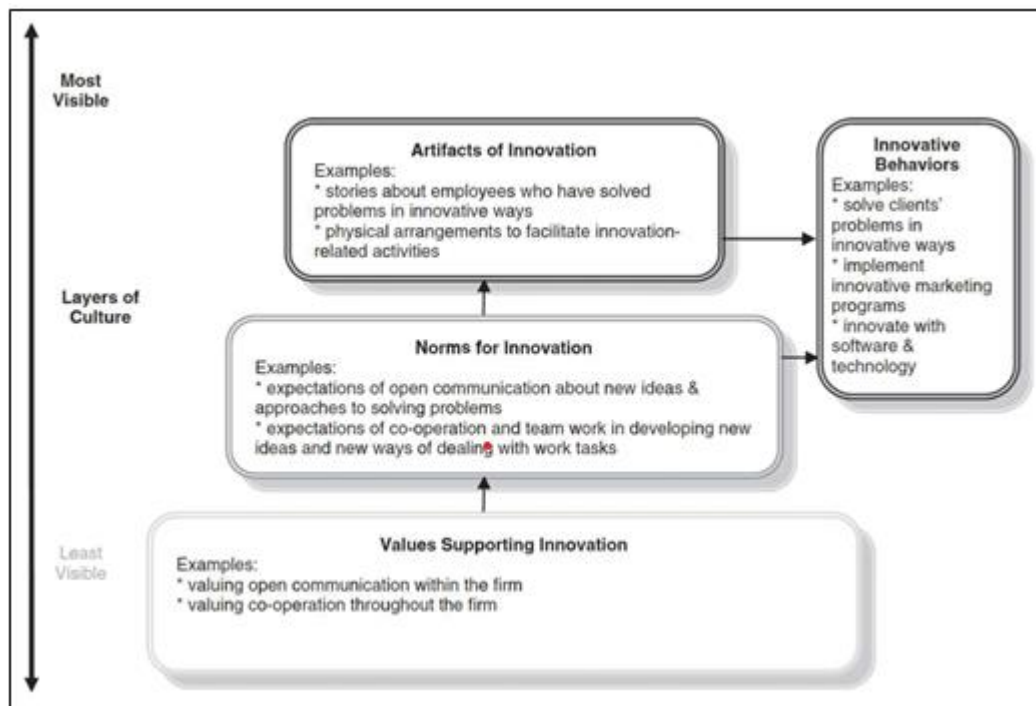 Most
Visible
Artifacts of Innovation
Examples:
* stories about employees who have solved
problems in innovative ways
* physical arrangements to facilitate innovation-
related activities
Innovative
Behaviors
Examples:
* solve clients'
problems in
innovative ways
* implement
innovative marketing
programs
* innovate with
software &
technology
Layers of
Culture
Norms for Innovation
Examples:
* expectations of open communication about new ideas &
approaches to solving problems
* expectations of co-operation and team work in developing new
ideas and new ways of dealing with work tasks
Least
Visible
Values Supporting Innovation
Examples:
* valuing open communication within the firm
* valuing co-operation throughout the firm